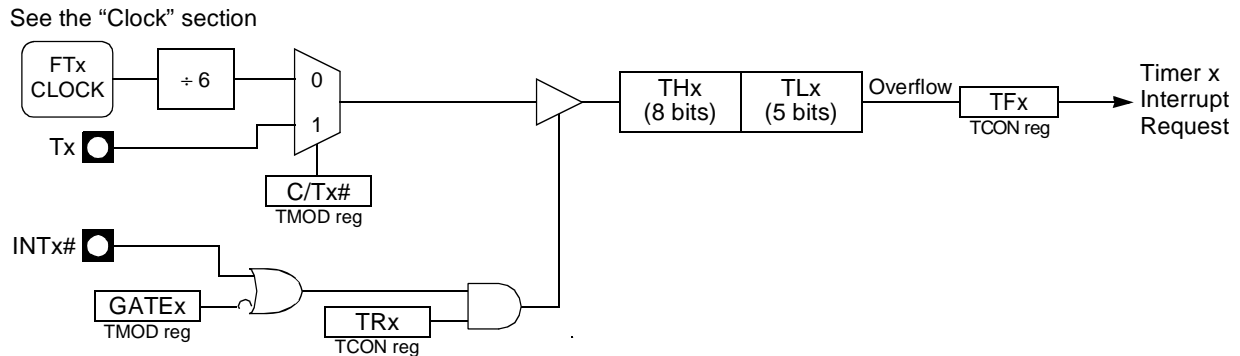 See the “Clock” section
FTx
CLOCK
÷ 6
0
1
Tx
C/Tx#
TMOD reg
THx
(8 bits)
TLx
(5 bits)
Overflow
TFx
TCON reg
Timer x
Interrupt
Request
INTx#
GATEx
TMOD reg
TRx
TCON reg